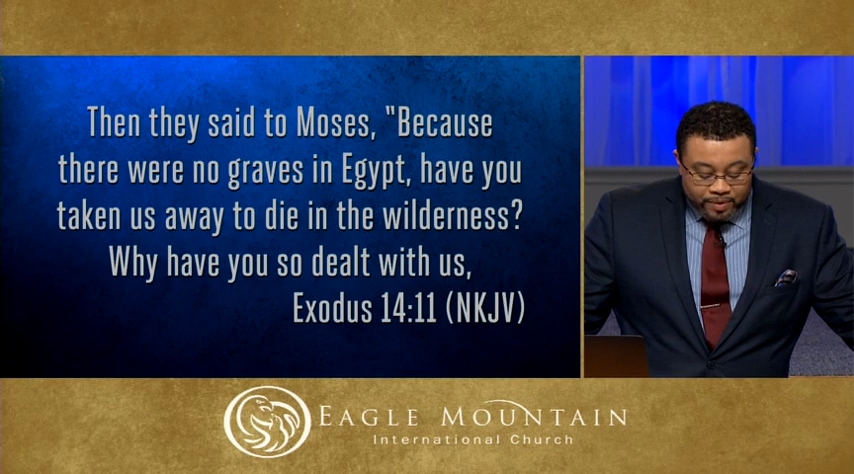 Then they said to Moses, "Because
there were no graves in Egypt, have you
taken us away to die in the wilderness?
Why have you so dealt with us,
Exodus 14:11 (NKJV)
EAGLE MOUNTAIN
International Church